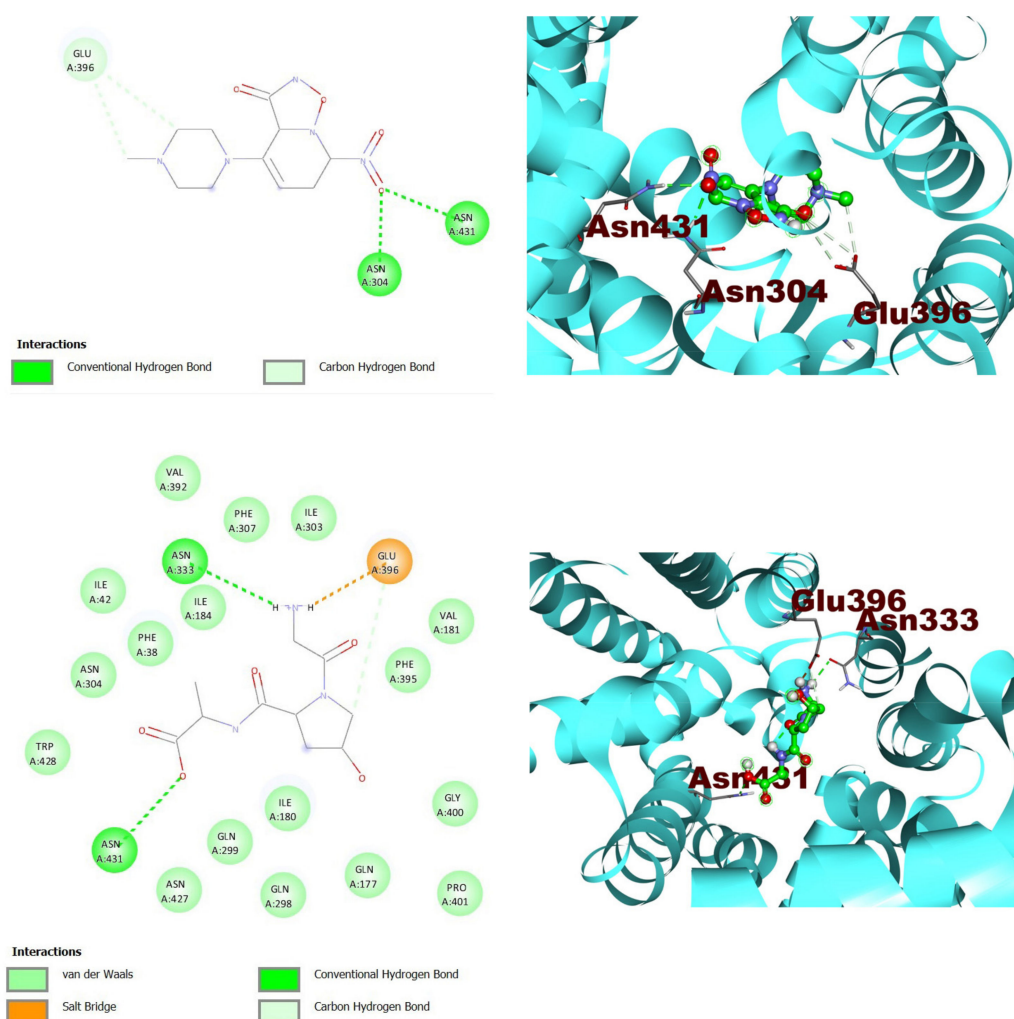 GLU
A:396
ASN
A:431
ASN
A:304
N
O
O
N
N
N
N
O
O
Interactions
Conventional Hydrogen Bond
Carbon Hydrogen Bond
Asn431
Asn304
Glu396
VAL
A:392
PHE
A:307
ILE
A:303
ASN
A:333
GLU
A:396
ILE
A:42
ILE
A:184
H N H
VAL
A:181
PHE
A:38
O
PHE
A:395
ASN
A:304
O
N
N
O
TRP
A:428
O
O
ILE
A:180
GLY
A:400
ASN
A:431
GLN
A:299
GLN
A:177
ASN
A:427
GLN
A:298
PRO
A:401
Interactions
van der Waals
Conventional Hydrogen Bond
Salt Bridge
Carbon Hydrogen Bond
Glu396
Asn333
Asn431